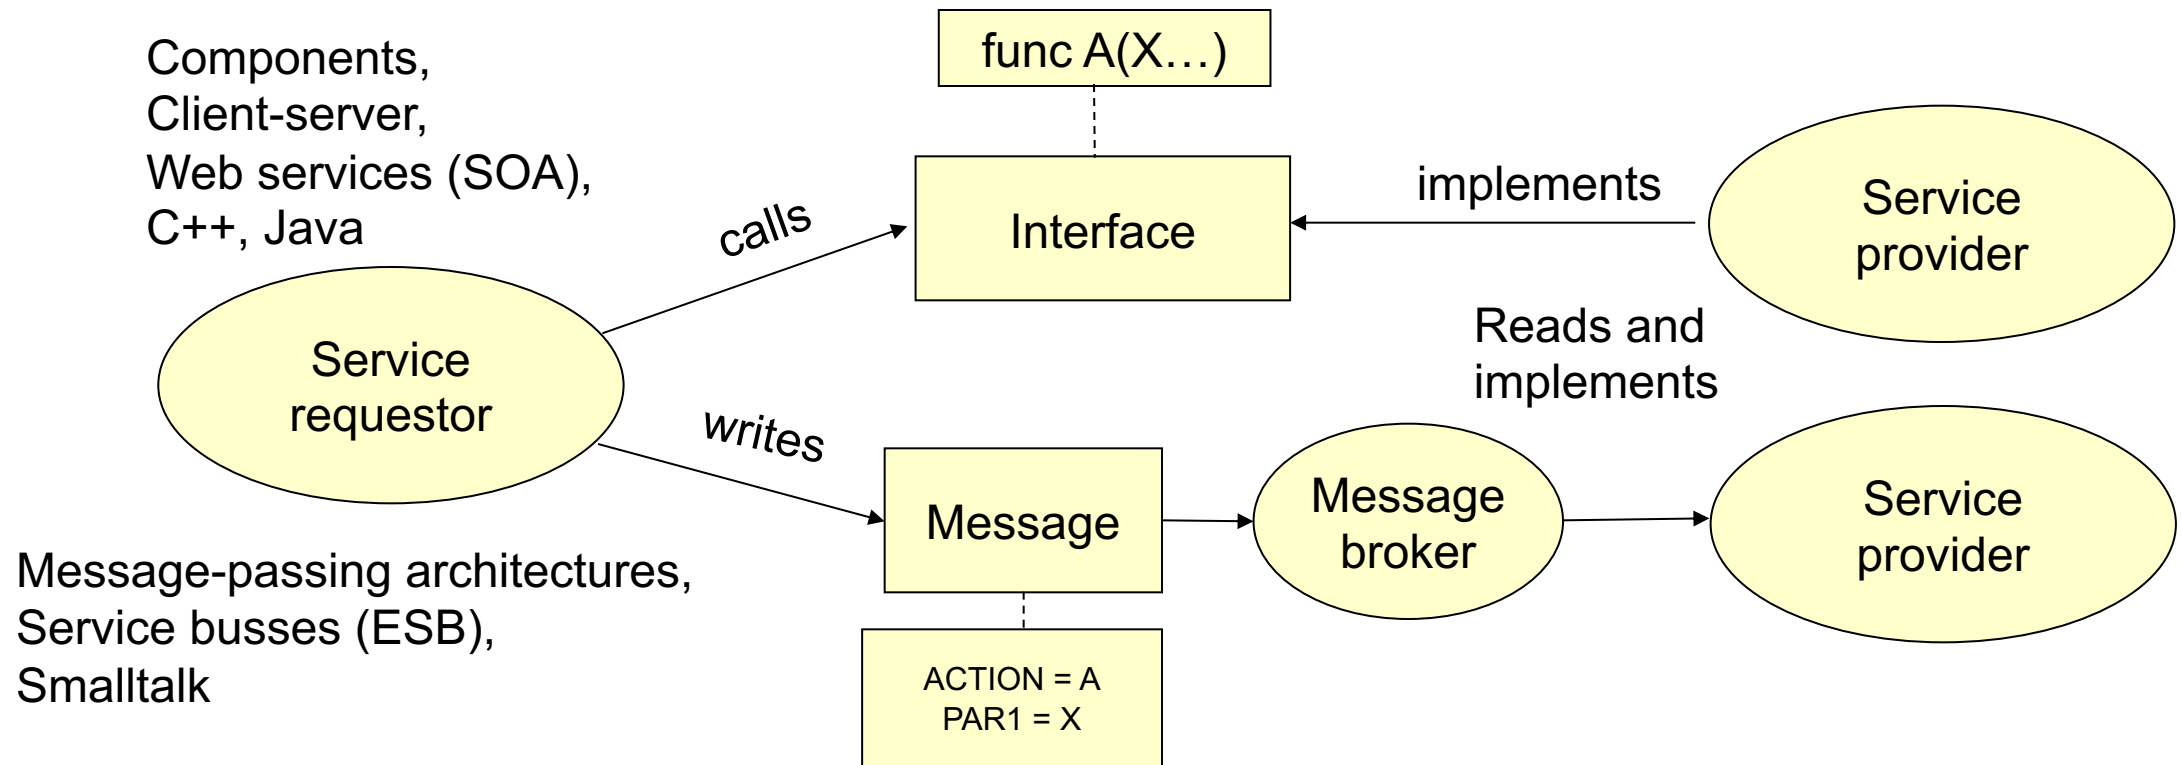 Components,
Client-server,
Web services (SOA),
C++, Java
func A(X…)
calls
Interface
implements
Service
provider
Service
requestor
writes
Reads and
implements
Message
Message
broker
Service
provider
Message-passing architectures,
Service busses (ESB),
Smalltalk
ACTION = A
PAR1 = X